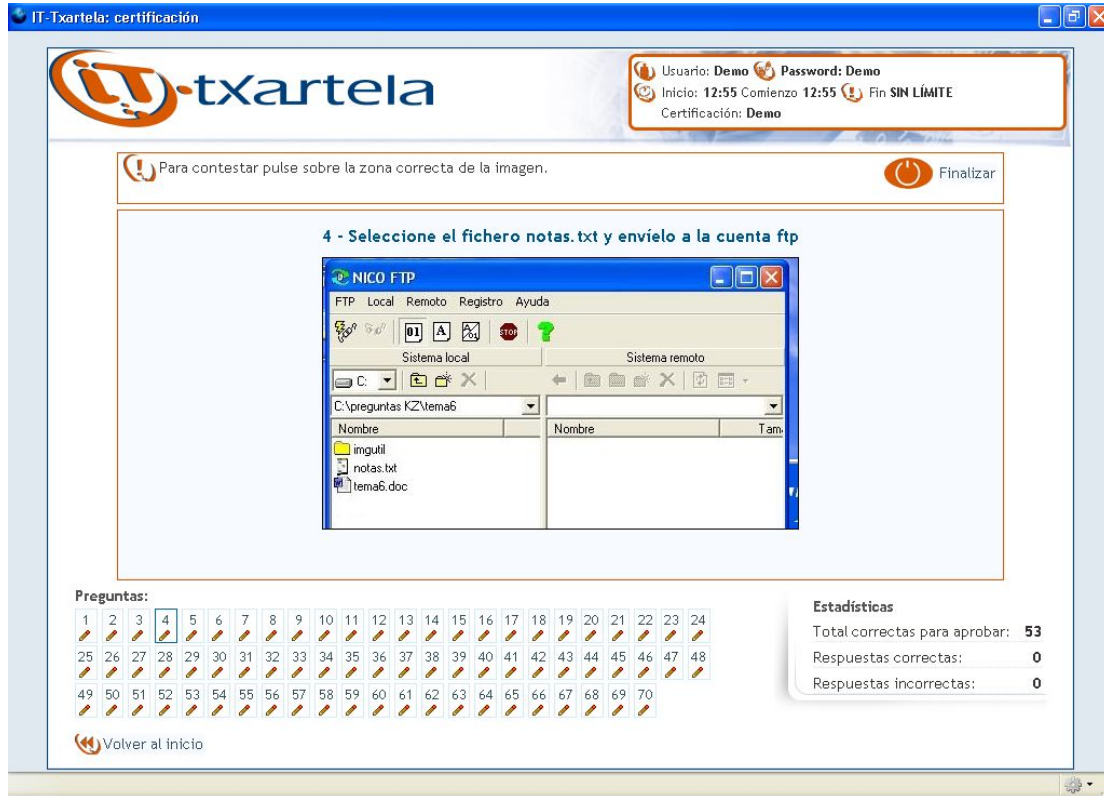 IT-Txartela: certificación
iT-txartela
Usuario: Demo Password: Demo
Inicio: 12:55 Comienzo 12:55 Fin SIN LÍMITE
Certificación: Demo
Para contestar pulse sobre la zona correcta de la imagen.
Finalizar
4 - Seleccione el fichero notas.txt y envíelo a la cuenta ftp
NICO FTP
FTP Local Remoto Registro Ayuda
01 A A/01 STOP ?
Sistema local Sistema remoto
C:
C:\preguntas KZ\tema6
Nombre Nombre Tam
imgutil
notas.txt
tema6.doc
Preguntas:
1 2 3 4 5 6 7 8 9 10 11 12 13 14 15 16 17 18 19 20 21 22 23 24
25 26 27 28 29 30 31 32 33 34 35 36 37 38 39 40 41 42 43 44 45 46 47 48
49 50 51 52 53 54 55 56 57 58 59 60 61 62 63 64 65 66 67 68 69 70
Estadísticas
Total correctas para aprobar: 53
Respuestas correctas: 0
Respuestas incorrectas: 0
Volver al inicio